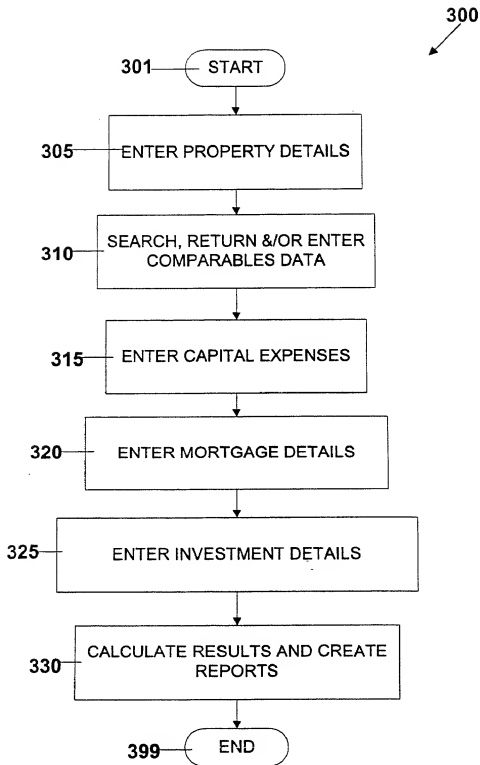 300
301 START
305 ENTER PROPERTY DETAILS
SEARCH, RETURN &/OR ENTER
310 COMPARABLES DATA
315 ENTER CAPITAL EXPENSES
320 ENTER MORTGAGE DETAILS
325 ENTER INVESTMENT DETAILS
CALCULATE RESULTS AND CREATE
330 REPORTS
399 END